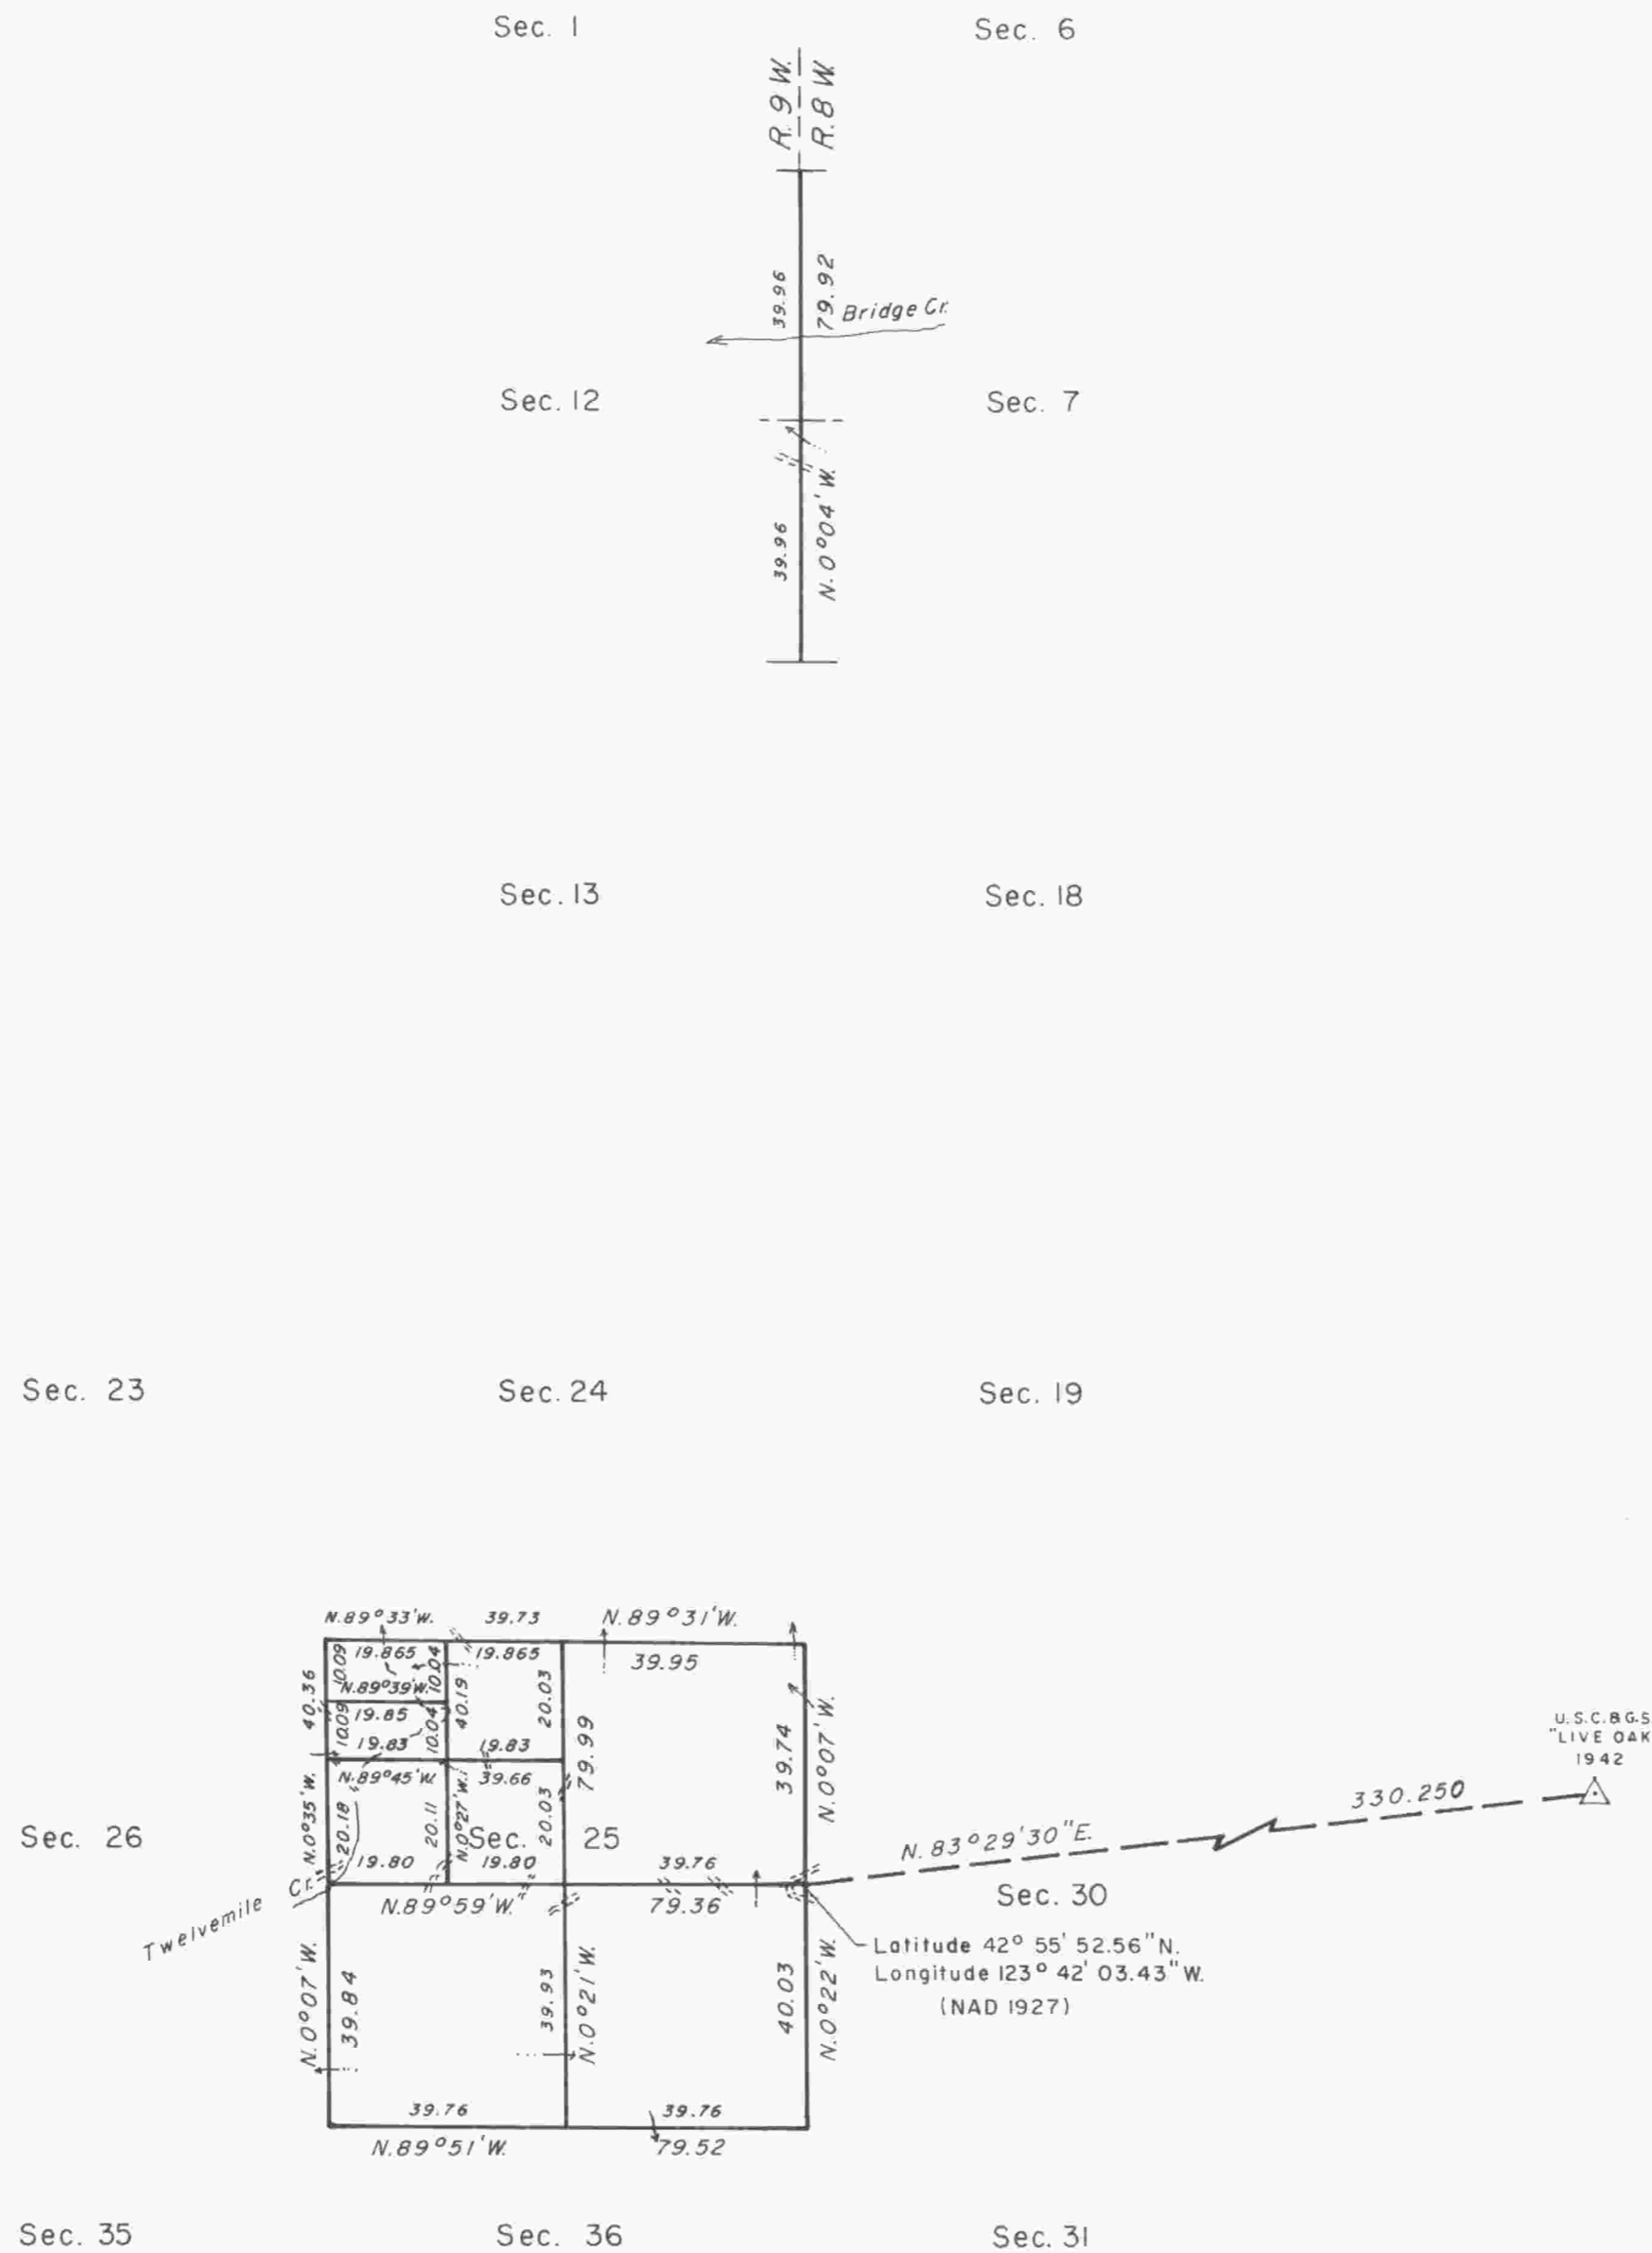 Sec. 1
Sec. 6
R. 9 W.
R. 8 W.
39.96
79.92
Bridge Cr.
Sec. 12
Sec. 7
39.96
N. 0°04' W.
Sec. 13
Sec. 18
Sec. 23
Sec. 24
Sec. 19
N. 89°33' W.
39.73
N. 89°31' W.
10.09
19.865
10.04
19.865
39.95
40.36
N. 89°39' W.
40.19
20.03
10.09
19.85
10.04
79.99
39.74
N. 0°07' W.
19.83
19.83
N. 89°45' W.
39.66
U.S.C.&G.S
"LIVE OAK
1942
330.250
N. 0°35' W.
20.18
20.11
N. 0°27' W.
20.03
Sec. 26
Sec. 25
N. 83°29'30" E.
19.80
19.80
39.76
Twelvemile Cr.
N. 89°59' W.
79.36
Sec. 30
Latitude 42° 55' 52.56" N.
Longitude 123° 42' 03.43" W.
(NAD 1927)
N. 0°07' W.
39.84
39.93
N. 0°21' W.
40.03
N. 0°22' W.
39.76
39.76
N. 89°51' W.
79.52
Sec. 35
Sec. 36
Sec. 31